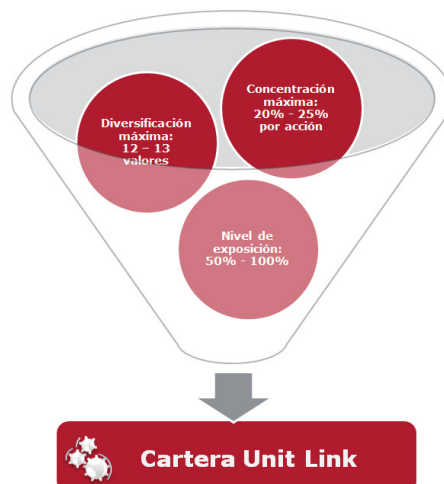 Concentración
máxima:
20% - 25%
por acción
Diversificación
máxima:
12 – 13
valores
Nivel de
exposición:
50% - 100%
Cartera Unit Link